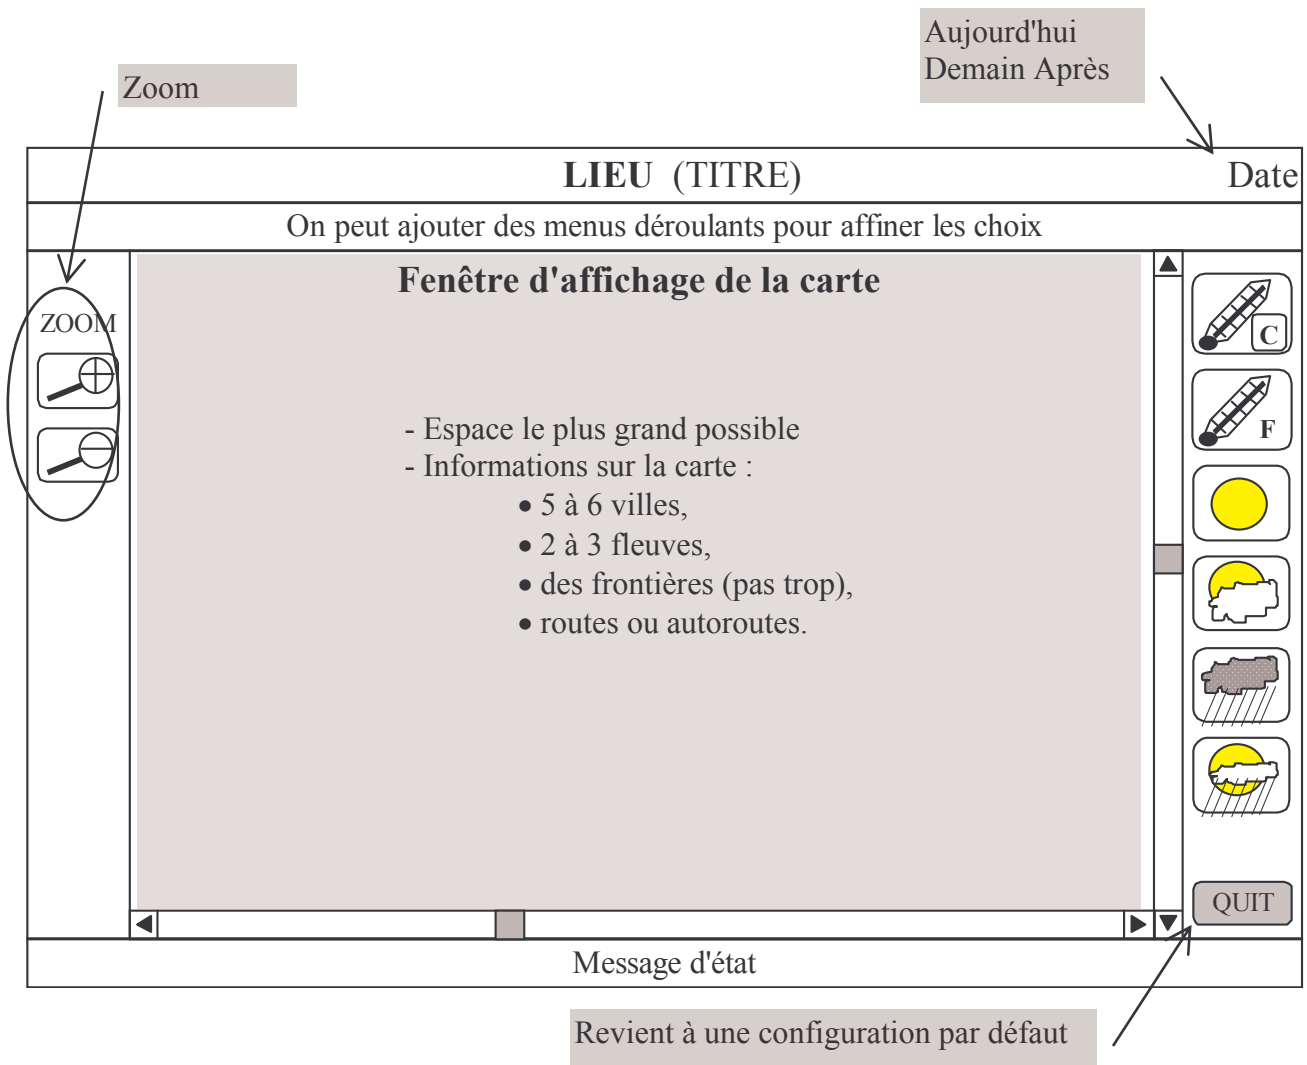 Aujourd'hui
Demain Après
Zoom
LIEU (TITRE)
Date
On peut ajouter des menus déroulants pour affiner les choix
Fenêtre d'affichage de la carte
ZOOM
C
F
- Espace le plus grand possible
- Informations sur la carte :
• 5 à 6 villes,
• 2 à 3 fleuves,
• des frontières (pas trop),
• routes ou autoroutes.
QUIT
Message d'état
Revient à une configuration par défaut